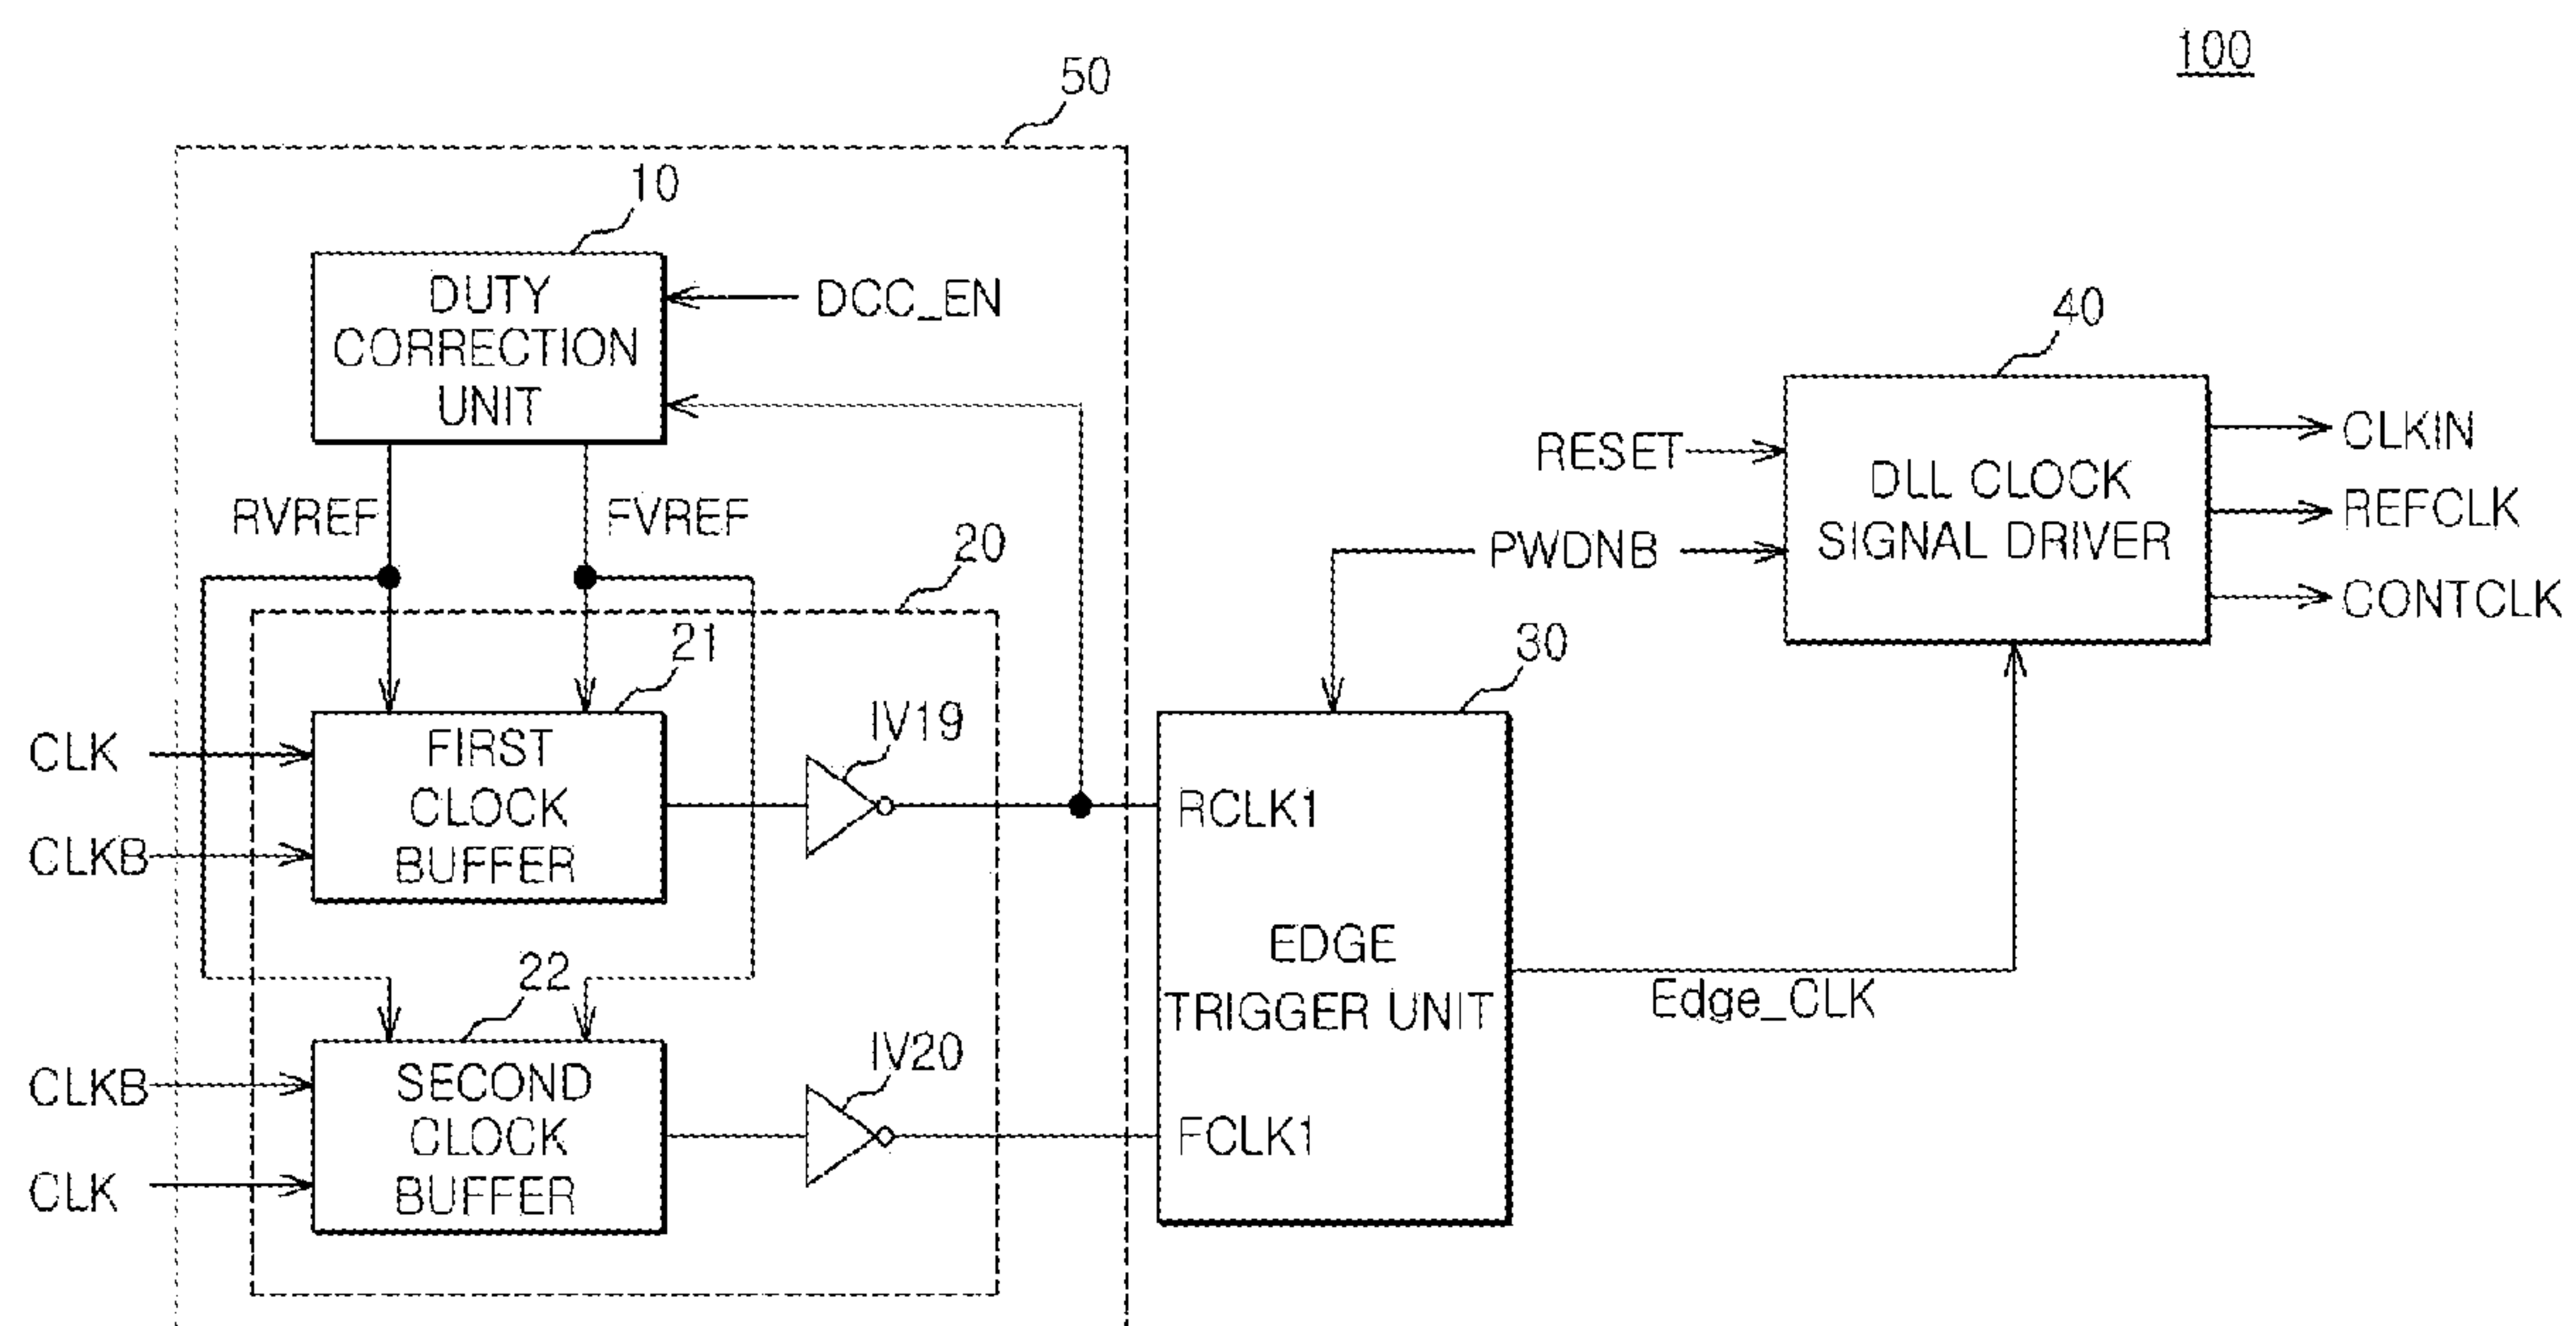 100
50
10
DUTY
CORRECTION
UNIT
DCC_EN
40
RESET
PWDNB
DLL CLOCK
SIGNAL DRIVER
CLKIN
REFCLK
CONTCLK
RVREF
FVREF
20
21
30
CLK
CLKB
FIRST
CLOCK
BUFFER
IV19
RCLK1
EDGE
TRIGGER UNIT
Edge_CLK
22
CLKB
CLK
SECOND
CLOCK
BUFFER
IV20
FCLK1